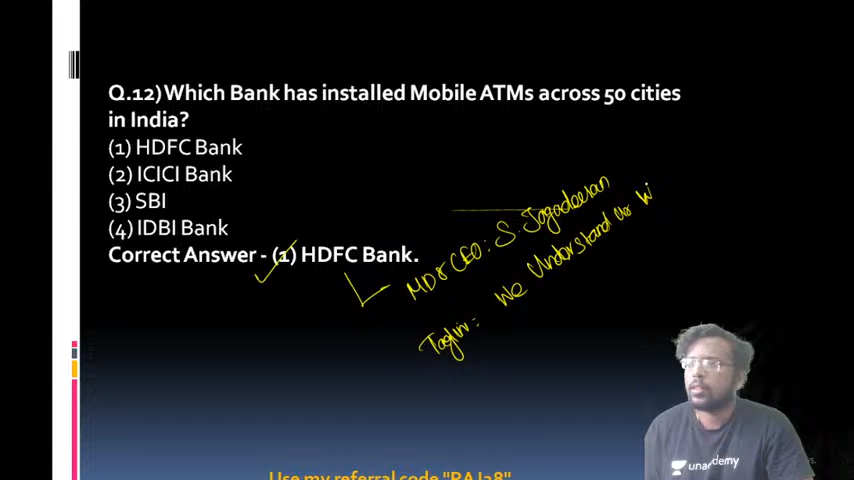 Q.12) Which Bank has installed Mobile ATMs across 50 cities
in India?
(1) HDFC Bank
(2) ICICI Bank
(3) SBI
(4) IDBI Bank
Correct Answer - (1) HDFC Bank.
MD & CEO: S. Jagadeesan
We Understand
unacademy
Use my referral code "RAJ28"